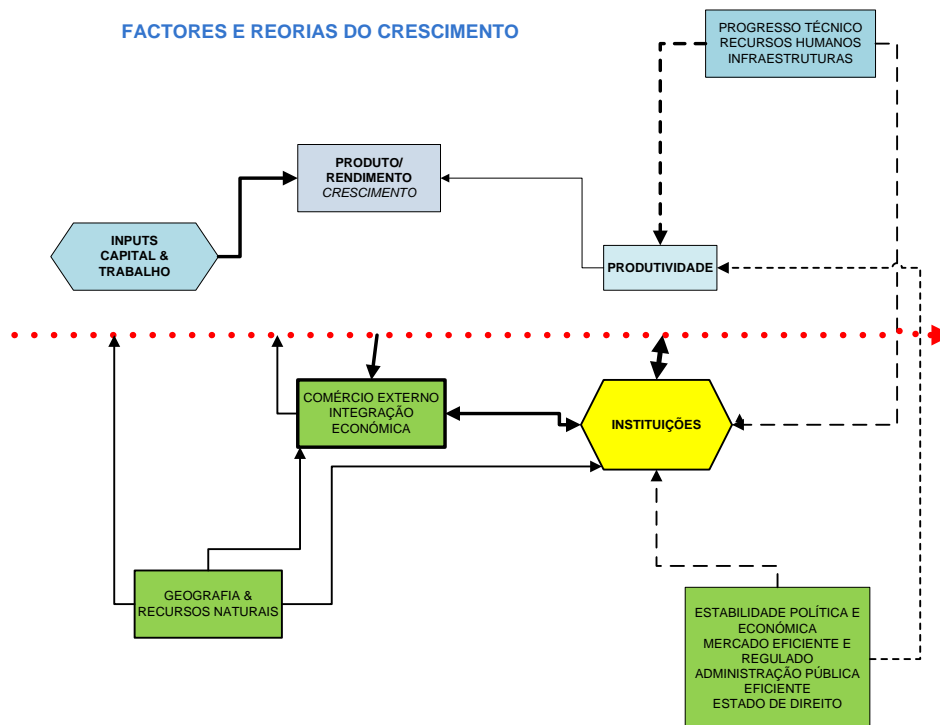 FACTORES E REORIAS DO CRESCIMENTO
PROGRESSO TÉCNICO
RECURSOS HUMANOS
INFRAESTRUTURAS
PRODUTO/
RENDIMENTO
CRESCIMENTO
INPUTS
CAPITAL &
TRABALHO
PRODUTIVIDADE
COMÉRCIO EXTERNO
INTEGRAÇÃO
ECONÓMICA
INSTITUIÇÕES
GEOGRAFIA &
RECURSOS NATURAIS
ESTABILIDADE POLÍTICA E
ECONÓMICA
MERCADO EFICIENTE E
REGULADO
ADMINISTRAÇÃO PÚBLICA
EFICIENTE
ESTADO DE DIREITO